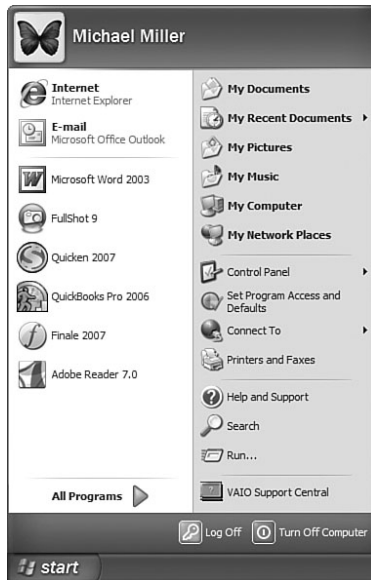 Michael Miller
Internet
Internet Explorer
E-mail
Microsoft Office Outlook
Microsoft Word 2003
FullShot 9
Quicken 2007
QuickBooks Pro 2006
Finale 2007
Adobe Reader 7.0
All Programs
My Documents
My Recent Documents
My Pictures
My Music
My Computer
My Network Places
Control Panel
Set Program Access and
Defaults
Connect To
Printers and Faxes
Help and Support
Search
Run...
VAIO Support Central
Log Off
Turn Off Computer
start